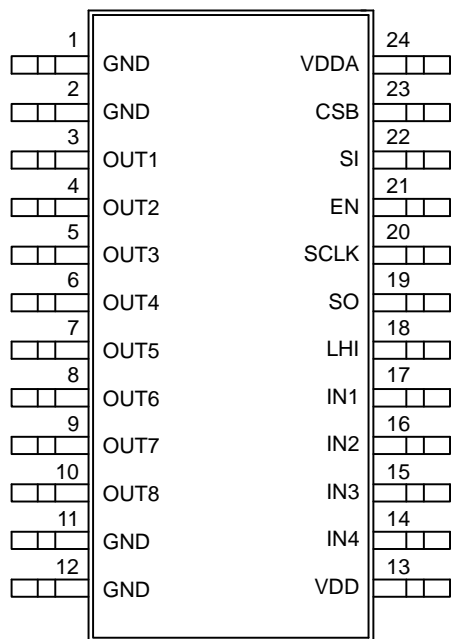 1 24
GND VDDA
2 23
GND CSB
3 22
OUT1 SI
4 21
OUT2 EN
5 20
OUT3 SCLK
6 19
OUT4 SO
7 18
OUT5 LHI
8 17
OUT6 IN1
9 16
OUT7 IN2
10 15
OUT8 IN3
11 14
GND IN4
12 13
GND VDD